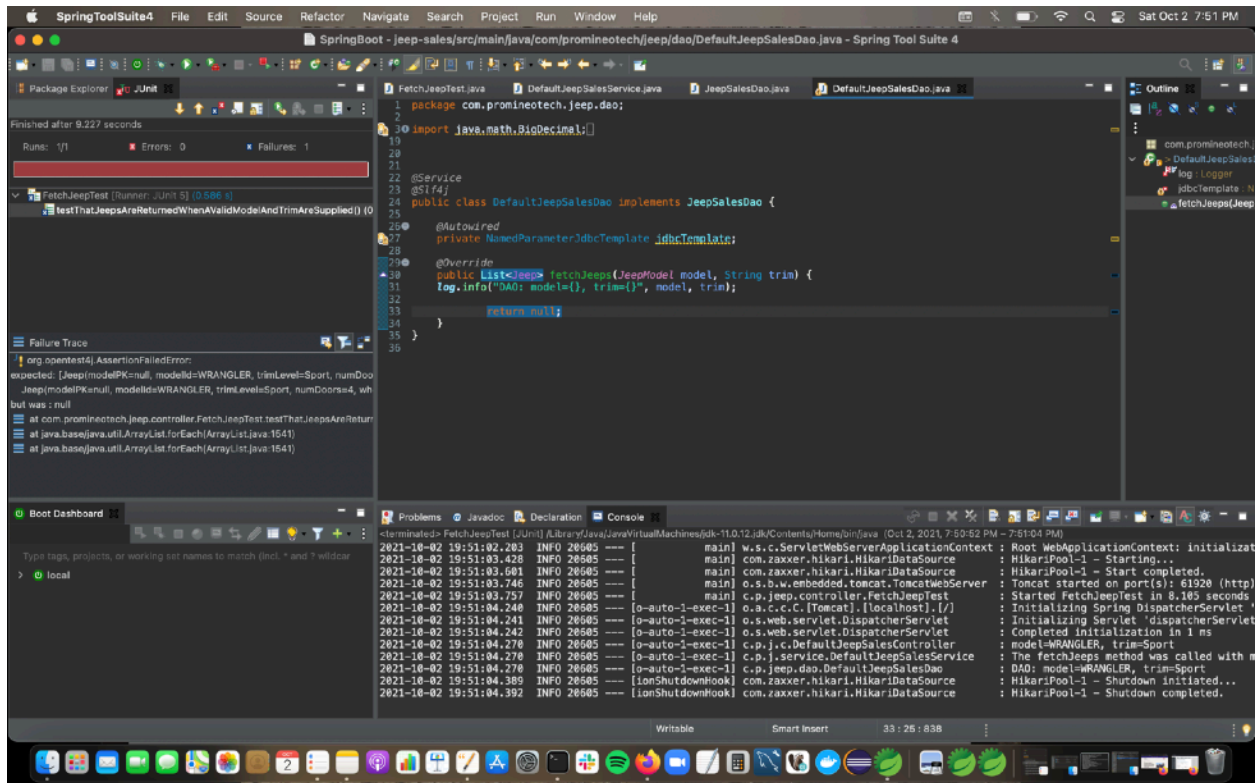 SpringToolSuite4 File Edit Source Refactor Navigate Search Project Run Window Help Sat Oct 2 7:51 PM
SpringBoot - jeep-sales/src/main/java/com/promineotech/jeep/dao/DefaultJeepSalesDao.java - Spring Tool Suite 4
Package Explorer JUnit
Finished after 9.227 seconds
Runs: 1/1 Errors: 0 Failures: 1
FetchJeepTest [Runner: JUnit 5] (0.586 s)
testThatJeepsAreReturnedWhenAValidModelAndTrimAreSupplied() (0
Failure Trace
org.opentest4j.AssertionFailedError:
expected: [Jeep(modelPK=null, modelId=WRANGLER, trimLevel=Sport, numDoo
Jeep(modelPK=null, modelId=WRANGLER, trimLevel=Sport, numDoors=4, wh
but was : null
at com.promineotech.jeep.controller.FetchJeepTest.testThatJeepsAreRetur
at java.base/java.util.ArrayList.forEach(ArrayList.java:1541)
at java.base/java.util.ArrayList.forEach(ArrayList.java:1541)
Boot Dashboard
Type tags, projects, or working set names to match (incl. * and ? wildcar
local
FetchJeepTest.java DefaultJeepSalesService.java JeepSalesDao.java DefaultJeepSalesDao.java
1 package com.promineotech.jeep.dao;
2
3 import java.math.BigDecimal;
19
20
21
22 @Service
23 @Slf4j
24 public class DefaultJeepSalesDao implements JeepSalesDao {
25
26 @Autowired
27 private NamedParameterJdbcTemplate jdbcTemplate;
28
29 @Override
30 public List<Jeep> fetchJeeps(JeepModel model, String trim) {
31 log.info("DAO: model={}, trim={}", model, trim);
32
33 return null;
34 }
35 }
36
Outline
com.promineotech.j
> DefaultJeepSales
log : Logger
jdbcTemplate : N
fetchJeeps(Jeep
Problems Javadoc Declaration Console
<terminated> FetchJeepTest [JUnit] /Library/Java/JavaVirtualMachines/jdk-11.0.12.jdk/Contents/Home/bin/java (Oct 2, 2021, 7:50:52 PM – 7:51:04 PM)
2021-10-02 19:51:02.203 INFO 20605 --- [ main] w.s.c.ServletWebServerApplicationContext : Root WebApplicationContext: initializat
2021-10-02 19:51:03.428 INFO 20605 --- [ main] com.zaxxer.hikari.HikariDataSource : HikariPool-1 - Starting...
2021-10-02 19:51:03.601 INFO 20605 --- [ main] com.zaxxer.hikari.HikariDataSource : HikariPool-1 - Start completed.
2021-10-02 19:51:03.746 INFO 20605 --- [ main] o.s.b.w.embedded.tomcat.TomcatWebServer : Tomcat started on port(s): 61920 (http)
2021-10-02 19:51:03.757 INFO 20605 --- [ main] c.p.jeep.controller.FetchJeepTest : Started FetchJeepTest in 8.105 seconds
2021-10-02 19:51:04.240 INFO 20605 --- [o-auto-1-exec-1] o.a.c.c.C.[Tomcat].[localhost].[/] : Initializing Spring DispatcherServlet '
2021-10-02 19:51:04.241 INFO 20605 --- [o-auto-1-exec-1] o.s.web.servlet.DispatcherServlet : Initializing Servlet 'dispatcherServlet
2021-10-02 19:51:04.242 INFO 20605 --- [o-auto-1-exec-1] o.s.web.servlet.DispatcherServlet : Completed initialization in 1 ms
2021-10-02 19:51:04.270 INFO 20605 --- [o-auto-1-exec-1] c.p.j.c.DefaultJeepSalesController : model=WRANGLER, trim=Sport
2021-10-02 19:51:04.270 INFO 20605 --- [o-auto-1-exec-1] c.p.j.service.DefaultJeepSalesService : The fetchJeeps method was called with m
2021-10-02 19:51:04.270 INFO 20605 --- [o-auto-1-exec-1] c.p.jeep.dao.DefaultJeepSalesDao : DAO: model=WRANGLER, trim=Sport
2021-10-02 19:51:04.389 INFO 20605 --- [ionShutdownHook] com.zaxxer.hikari.HikariDataSource : HikariPool-1 - Shutdown initiated...
2021-10-02 19:51:04.392 INFO 20605 --- [ionShutdownHook] com.zaxxer.hikari.HikariDataSource : HikariPool-1 - Shutdown completed.
Writable Smart Insert 33 : 25 : 838